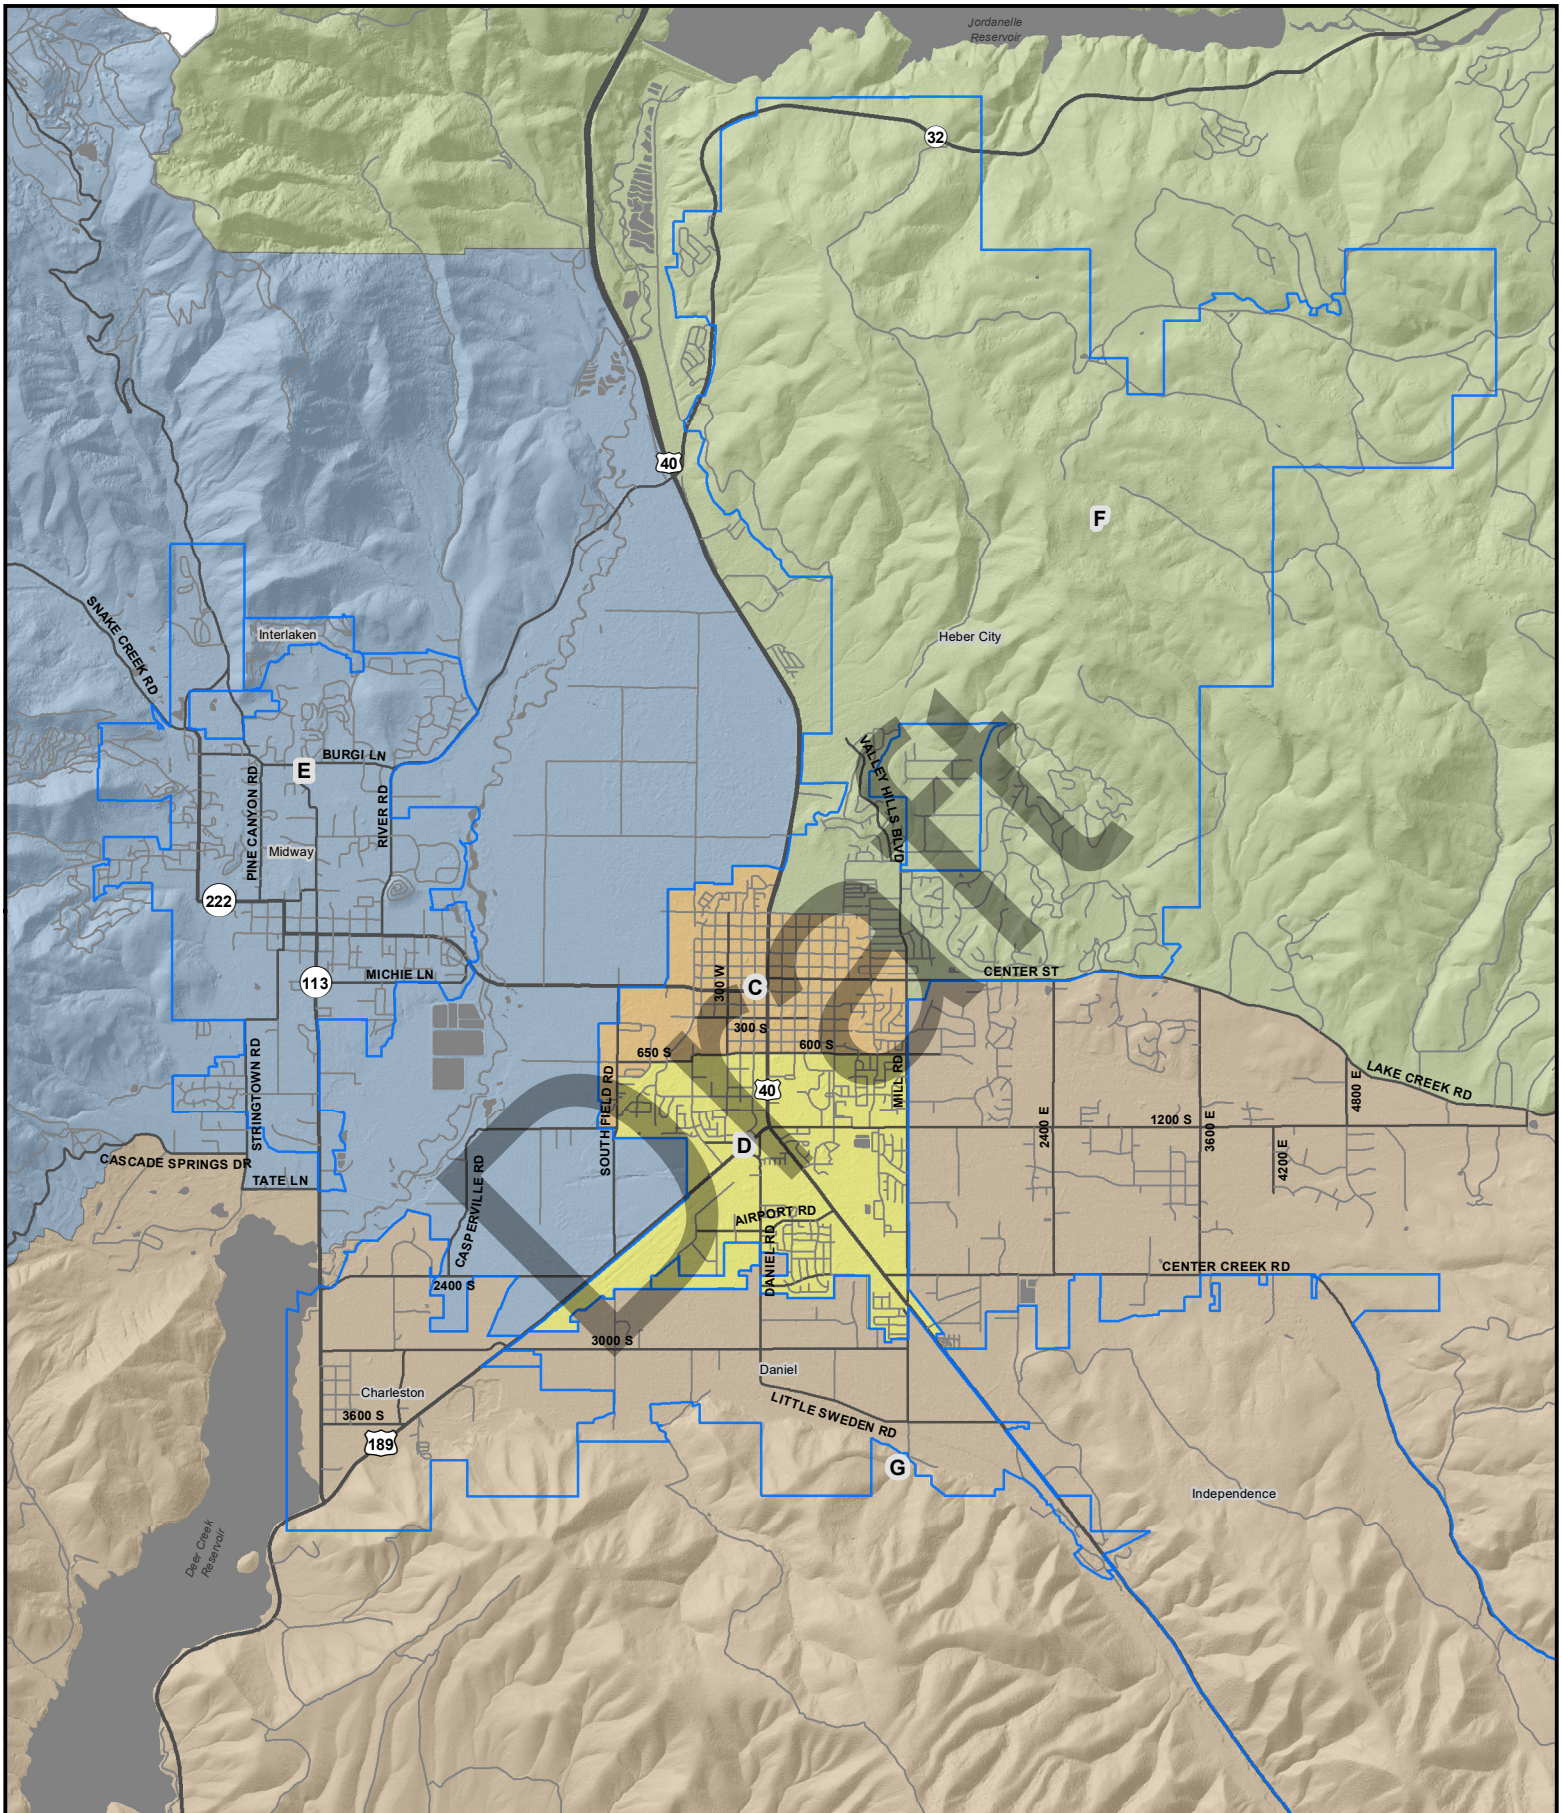 Jordanelle
Reservoir
32
40
F
SNAKE CREEK RD
Interlaken
Heber City
VALLEY HILLS BLVD
BURGI LN
E
PINE CANYON RD
RIVER RD
Midway
222
MICHIE LN
113
CENTER ST
300 W
C
300 S
600 S
650 S
40
MILL RD
SOUTH FIELD RD
STRINGTOWN RD
LAKE CREEK RD
4800 E
2400 E
1200 S
3600 E
4200 E
D
CASCADE SPRINGS DR
TATE LN
CASPERVILLE RD
AIRPORT RD
DANIEL RD
CENTER CREEK RD
2400 S
3000 S
Daniel
Charleston
LITTLE SWEDEN RD
3600 S
189
G
Independence
Deer Creek
Reservoir
Draft